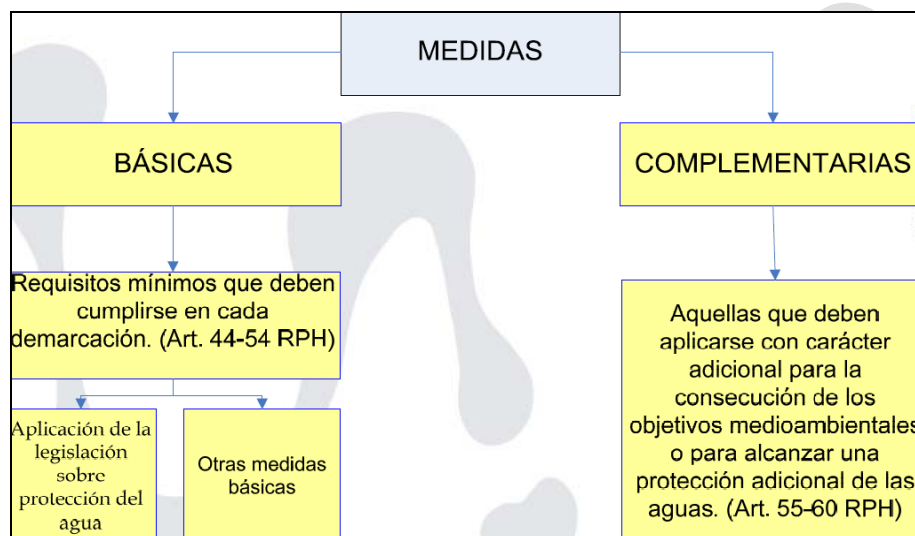 MEDIDAS
BÁSICAS
COMPLEMENTARIAS
Requisitos mínimos que deben
cumplirse en cada
demarcación. (Art. 44-54 RPH)
Aplicación de la
legislación
sobre
protección del
agua
Otras medidas
básicas
Aquellas que deben
aplicarse con carácter
adicional para la
consecución de los
objetivos medioambientales
o para alcanzar una
protección adicional de las
aguas. (Art. 55-60 RPH)